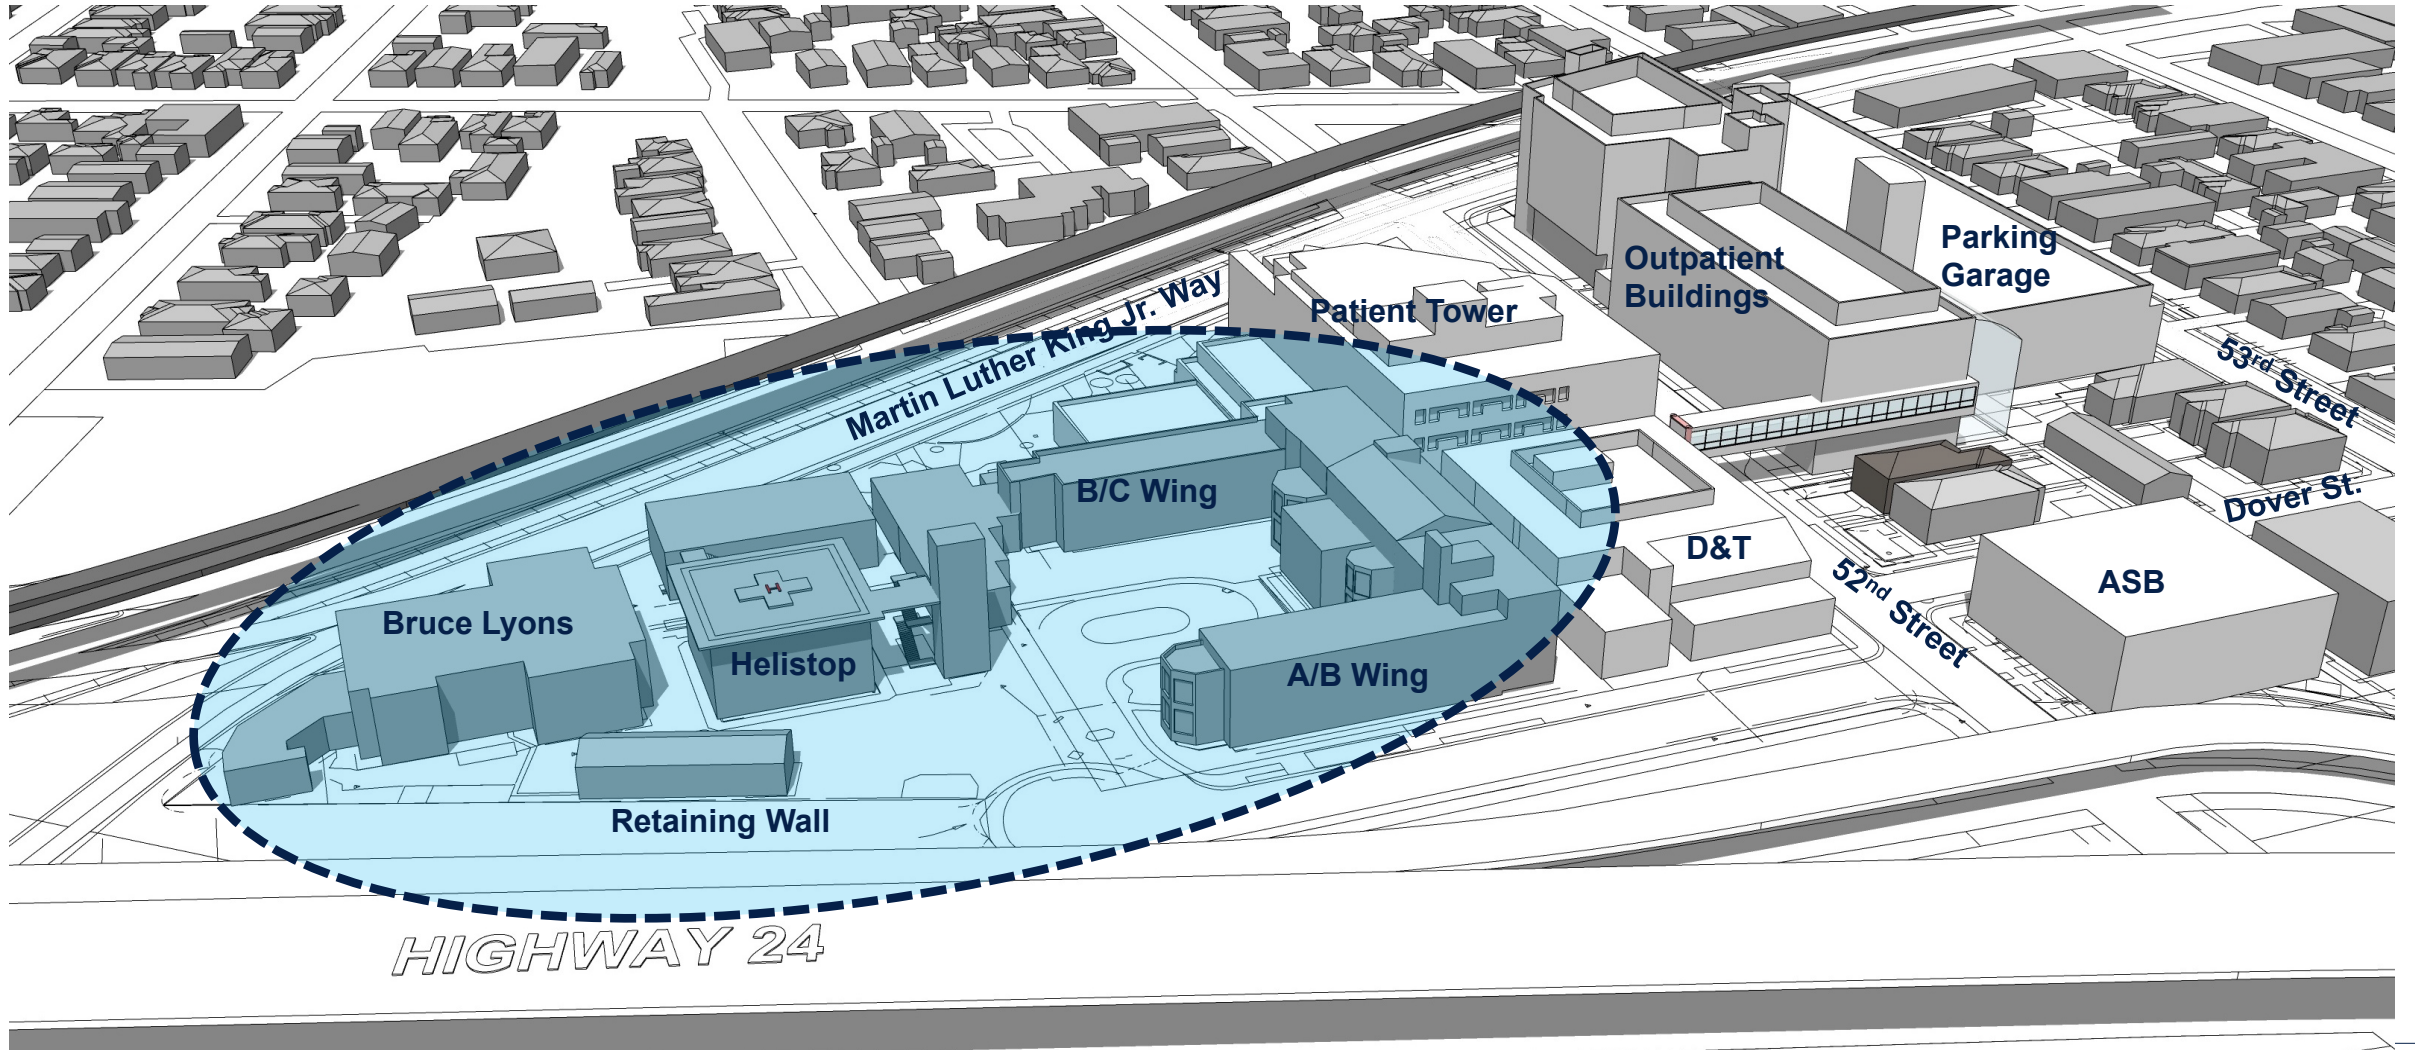 Parking
Garage
Outpatient
Buildings
Patient Tower
Martin Luther King Jr. Way
53rd Street
B/C Wing
Dover St.
D&T
52nd Street
ASB
Bruce Lyons
H
Helistop
A/B Wing
Retaining Wall
HIGHWAY 24